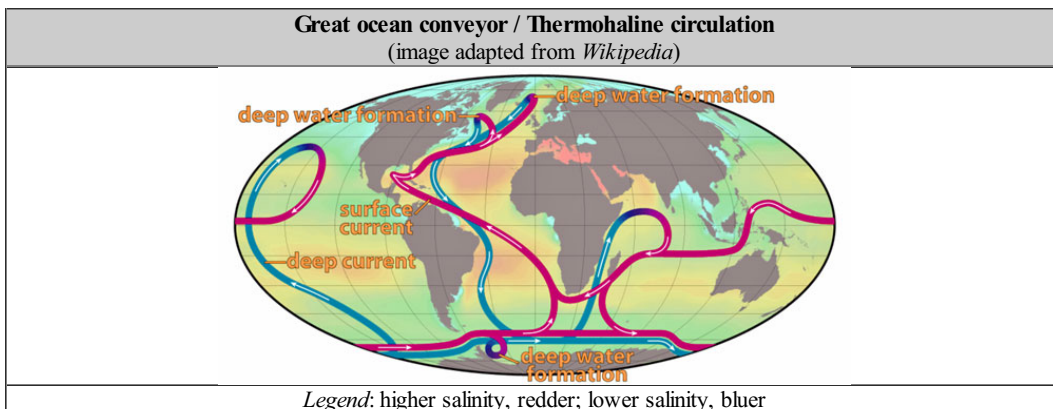 Great ocean conveyor / Thermohaline circulation
(image adapted from Wikipedia)
deep water formation
deep water formation
surface
current
deep current
deep water
formation
Legend: higher salinity, redder; lower salinity, bluer